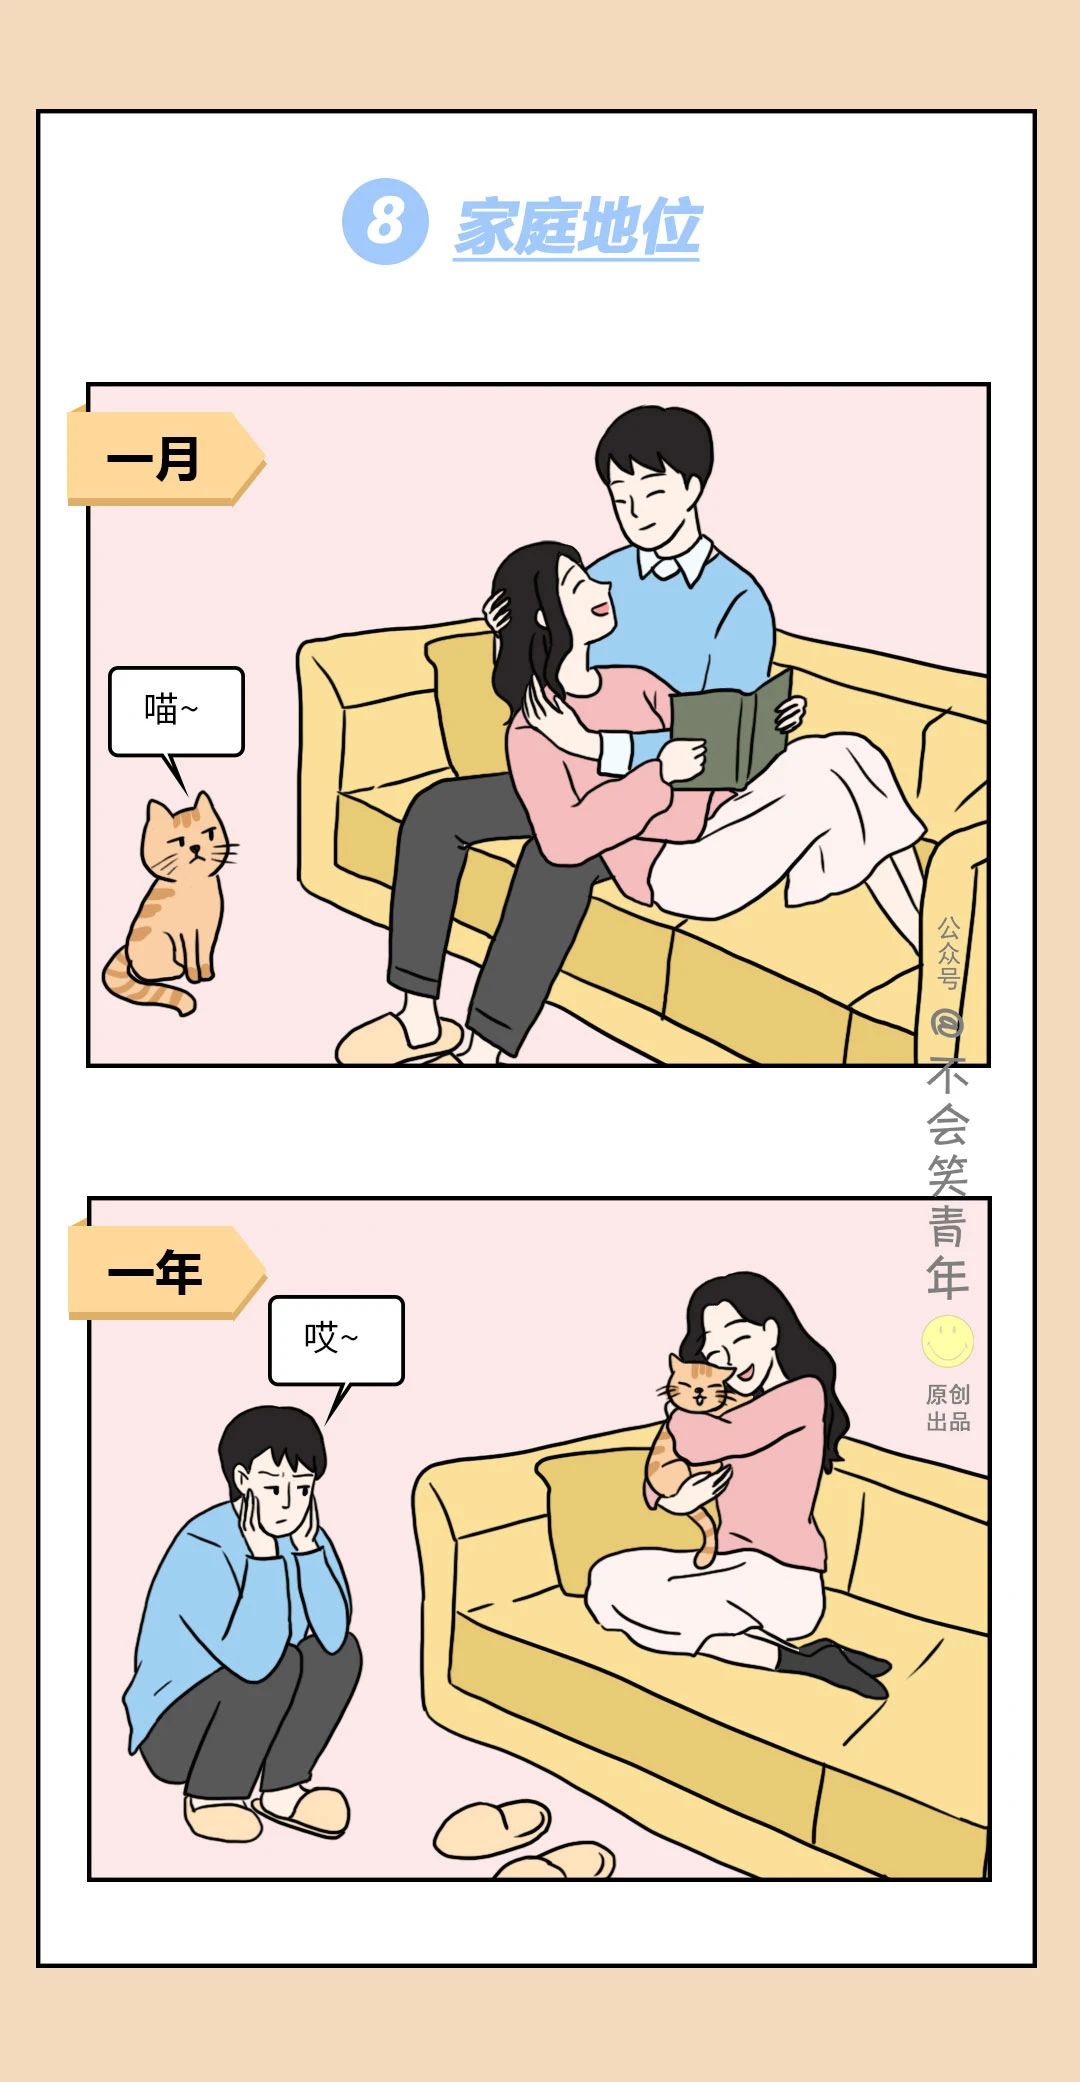 8 家庭地位
一月
喵~
公众号
@不会笑青年
原创
出品
一年
哎~